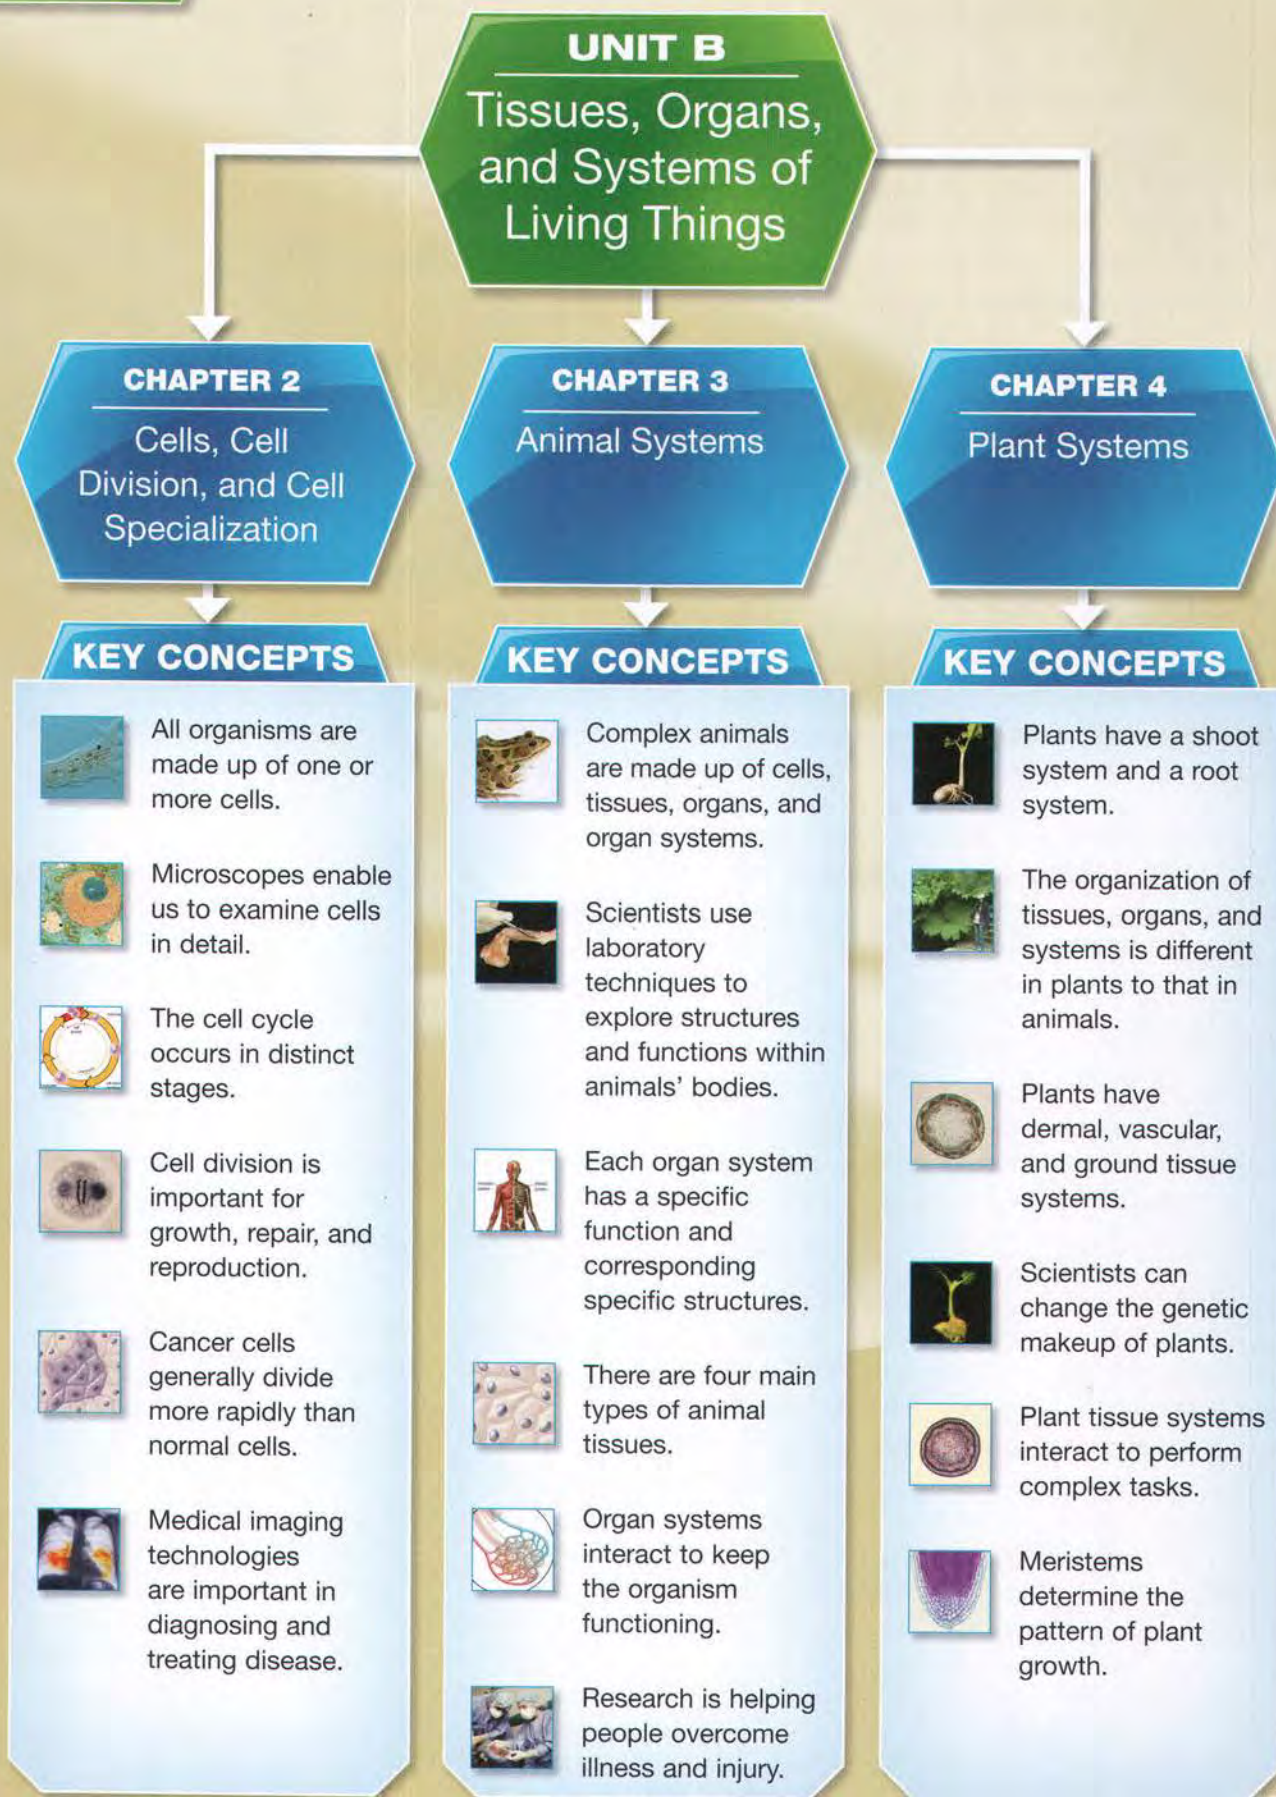 UNIT B
Tissues, Organs,
and Systems of
Living Things
CHAPTER 2
Cells, Cell
Division, and Cell
Specialization
KEY CONCEPTS
All organisms are
made up of one or
more cells.
Microscopes enable
us to examine cells
in detail.
The cell cycle
occurs in distinct
stages.
Cell division is
important for
growth, repair, and
reproduction.
Cancer cells
generally divide
more rapidly than
normal cells.
Medical imaging
technologies
are important in
diagnosing and
treating disease.
CHAPTER 3
Animal Systems
KEY CONCEPTS
Complex animals
are made up of cells,
tissues, organs, and
organ systems.
Scientists use
laboratory
techniques to
explore structures
and functions within
animals’ bodies.
Each organ system
has a specific
function and
corresponding
specific structures.
There are four main
types of animal
tissues.
Organ systems
interact to keep
the organism
functioning.
Research is helping
people overcome
illness and injury.
CHAPTER 4
Plant Systems
KEY CONCEPTS
Plants have a shoot
system and a root
system.
The organization of
tissues, organs, and
systems is different
in plants to that in
animals.
Plants have
dermal, vascular,
and ground tissue
systems.
Scientists can
change the genetic
makeup of plants.
Plant tissue systems
interact to perform
complex tasks.
Meristems
determine the
pattern of plant
growth.